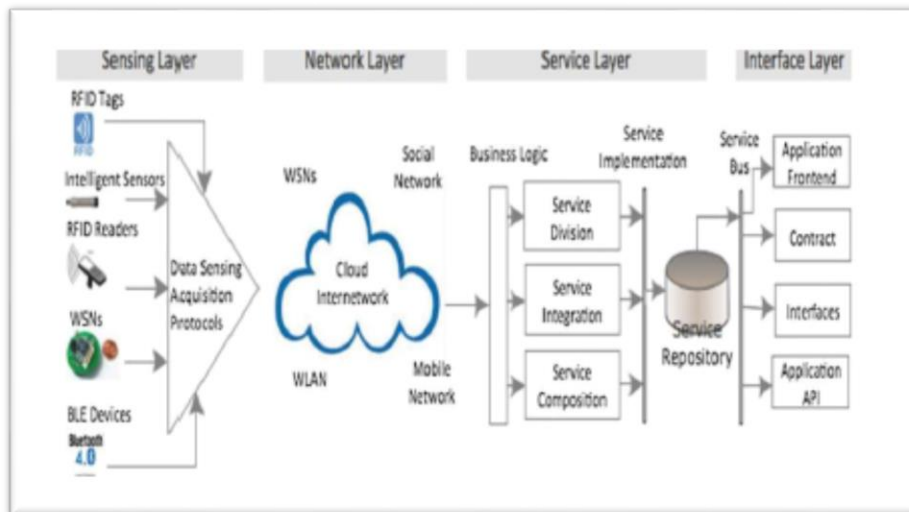 Sensing Layer
Network Layer
Service Layer
Interface Layer
RFID Tags
RFID
Intelligent Sensors
RFID Readers
WSNs
BLE Devices
Bluetooth
4.0
Data Sensing
Acquisition
Protocols
WSNs
Social
Network
Cloud
Internetwork
WLAN
Mobile
Network
Business Logic
Service
Division
Service
Integration
Service
Composition
Service
Implementation
Service
Repository
Service
Bus
Application
Frontend
Contract
Interfaces
Application
API